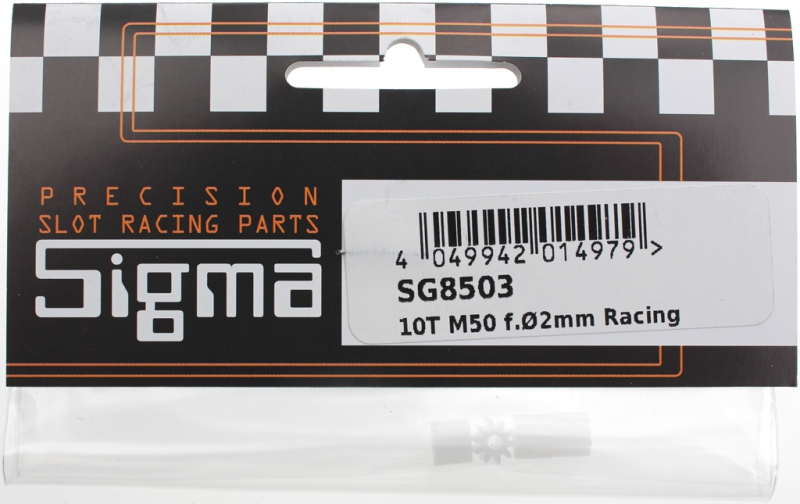 PRECISION
SLOT RACING PARTS
Sigma
4 049942 014979 >
SG8503
10T M50 f.Ø2mm Racing